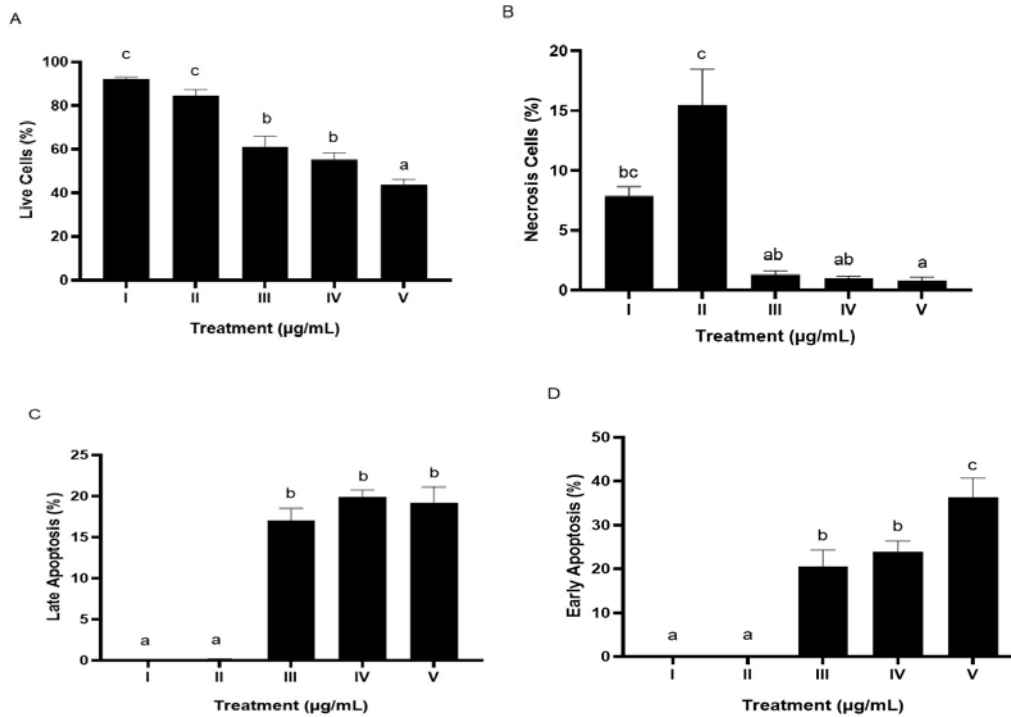 A
Live Cells (%)
100
80
60
40
20
0
c
c
b
b
a
I II III IV V
Treatment (µg/mL)
B
Necrosis Cells (%)
20
15
10
5
0
bc
c
ab
ab
a
I II III IV V
Treatment (µg/mL)
C
Late Apoptosis (%)
25
20
15
10
5
0
a
a
b
b
b
I II III IV V
Treatment (µg/mL)
D
Early Apoptosis (%)
50
40
30
20
10
0
a
a
b
b
c
I II III IV V
Treatment (µg/mL)